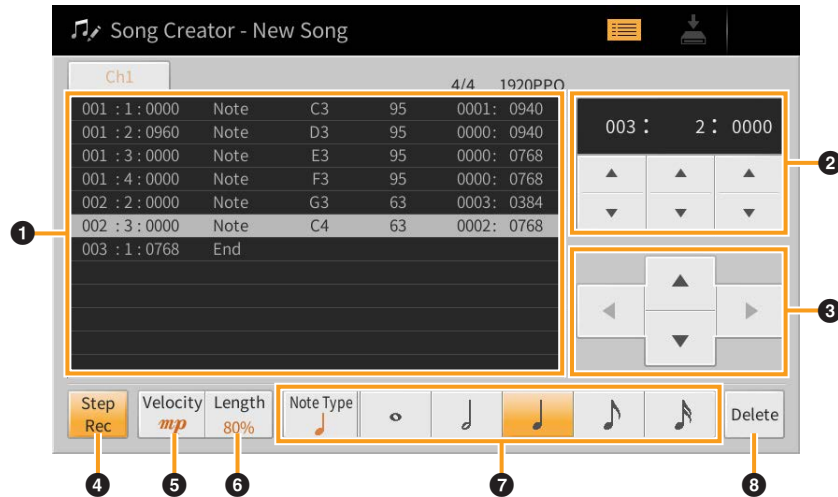 Song Creator - New Song
Ch1
4/4 1920PPQ
001 : 1 : 0000 Note C3 95 0001: 0940
001 : 2 : 0960 Note D3 95 0000: 0940
001 : 3 : 0000 Note E3 95 0000: 0768
001 : 4 : 0000 Note F3 95 0000: 0768
002 : 2 : 0000 Note G3 63 0003: 0384
002 : 3 : 0000 Note C4 63 0002: 0768
003 : 1 : 0768 End
003 : 2 : 0000
1
2
3
Step Rec
Velocity mp
Length 80%
Note Type
Delete
4 5 6 7 8